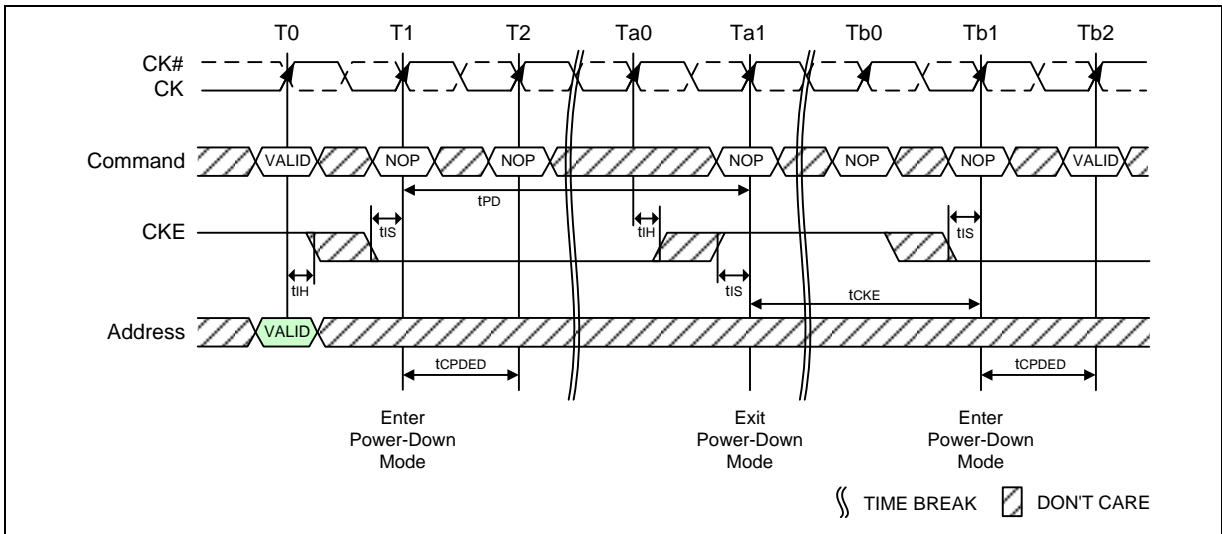 T0 T1 T2 Ta0 Ta1 Tb0 Tb1 Tb2
CK#
CK
Command VALID NOP NOP NOP NOP NOP VALID
tPD
CKE tIS tIH tIS
tIH tIS
tCKE
Address VALID
tCPDED tCPDED
Enter
Power-Down
Mode
Exit
Power-Down
Mode
Enter
Power-Down
Mode
TIME BREAK DON'T CARE